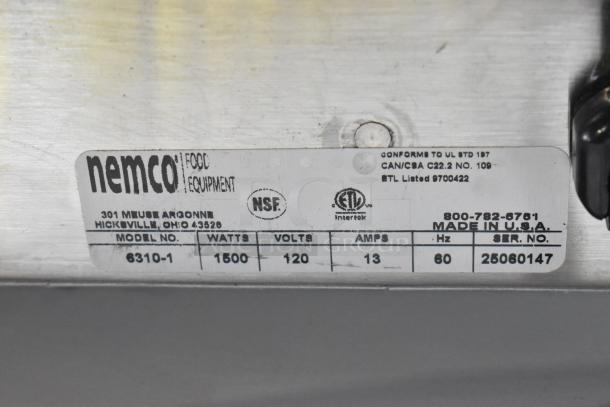 nemco FOOD EQUIPMENT
301 MEUSE ARGONNE
HICKSVILLE, OHIO 43526
NSF
ETL
Intertek
CONFORMS TO UL STD 197
CAN/CSA C22.2 NO. 109
ETL Listed 9700422
800-782-6761
MADE IN U.S.A.
MODEL NO. WATTS VOLTS AMPS Hz SER. NO.
6310-1 1500 120 13 60 25060147